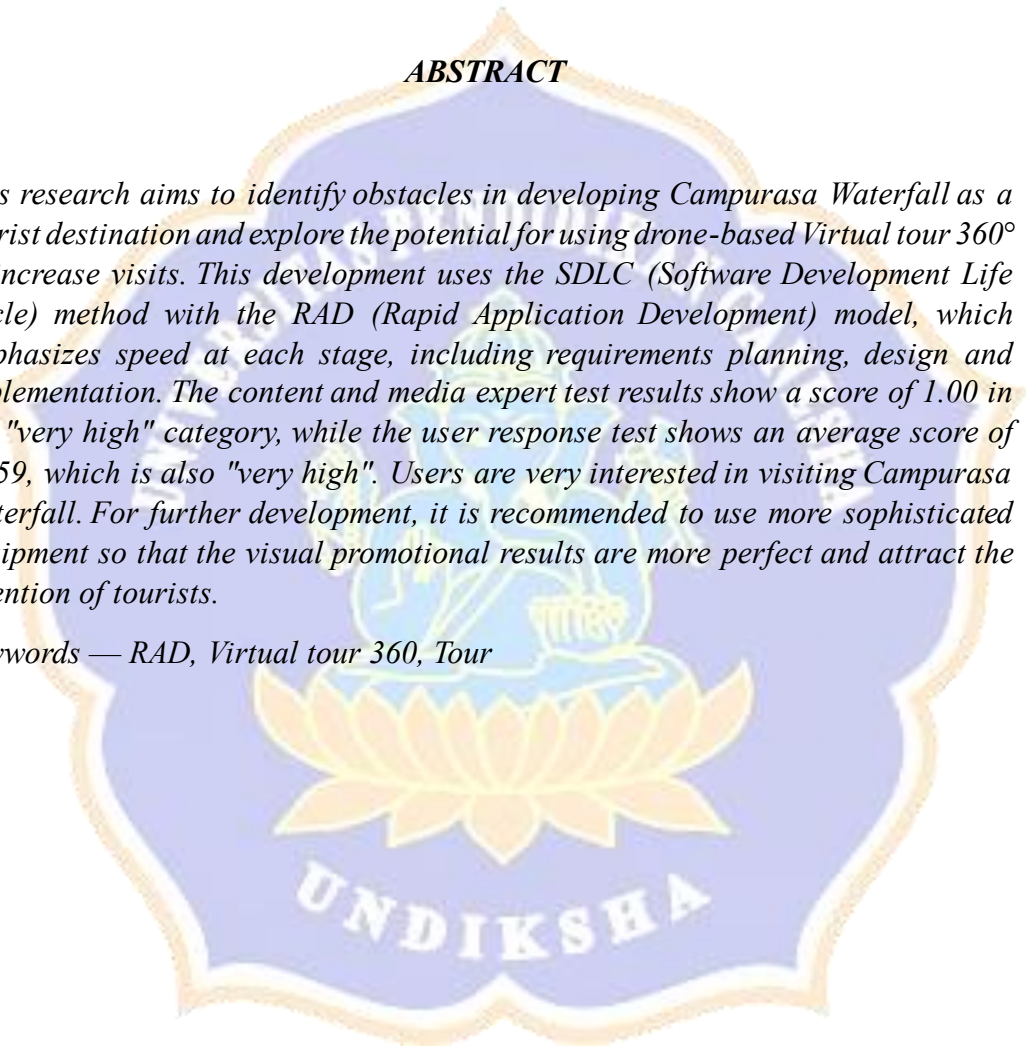 ABSTRACT
s research aims to identify obstacles in developing Campurasa Waterfall as a
rist destination and explore the potential for using drone-based Virtual tour 360°
ncrease visits. This development uses the SDLC (Software Development Life
cle) method with the RAD (Rapid Application Development) model, which
phasizes speed at each stage, including requirements planning, design and
plementation. The content and media expert test results show a score of 1.00 in
"very high" category, while the user response test shows an average score of
59, which is also "very high". Users are very interested in visiting Campurasa
terfall. For further development, it is recommended to use more sophisticated
ipment so that the visual promotional results are more perfect and attract the
ention of tourists.
ywords — RAD, Virtual tour 360, Tour
UNDIKSHA